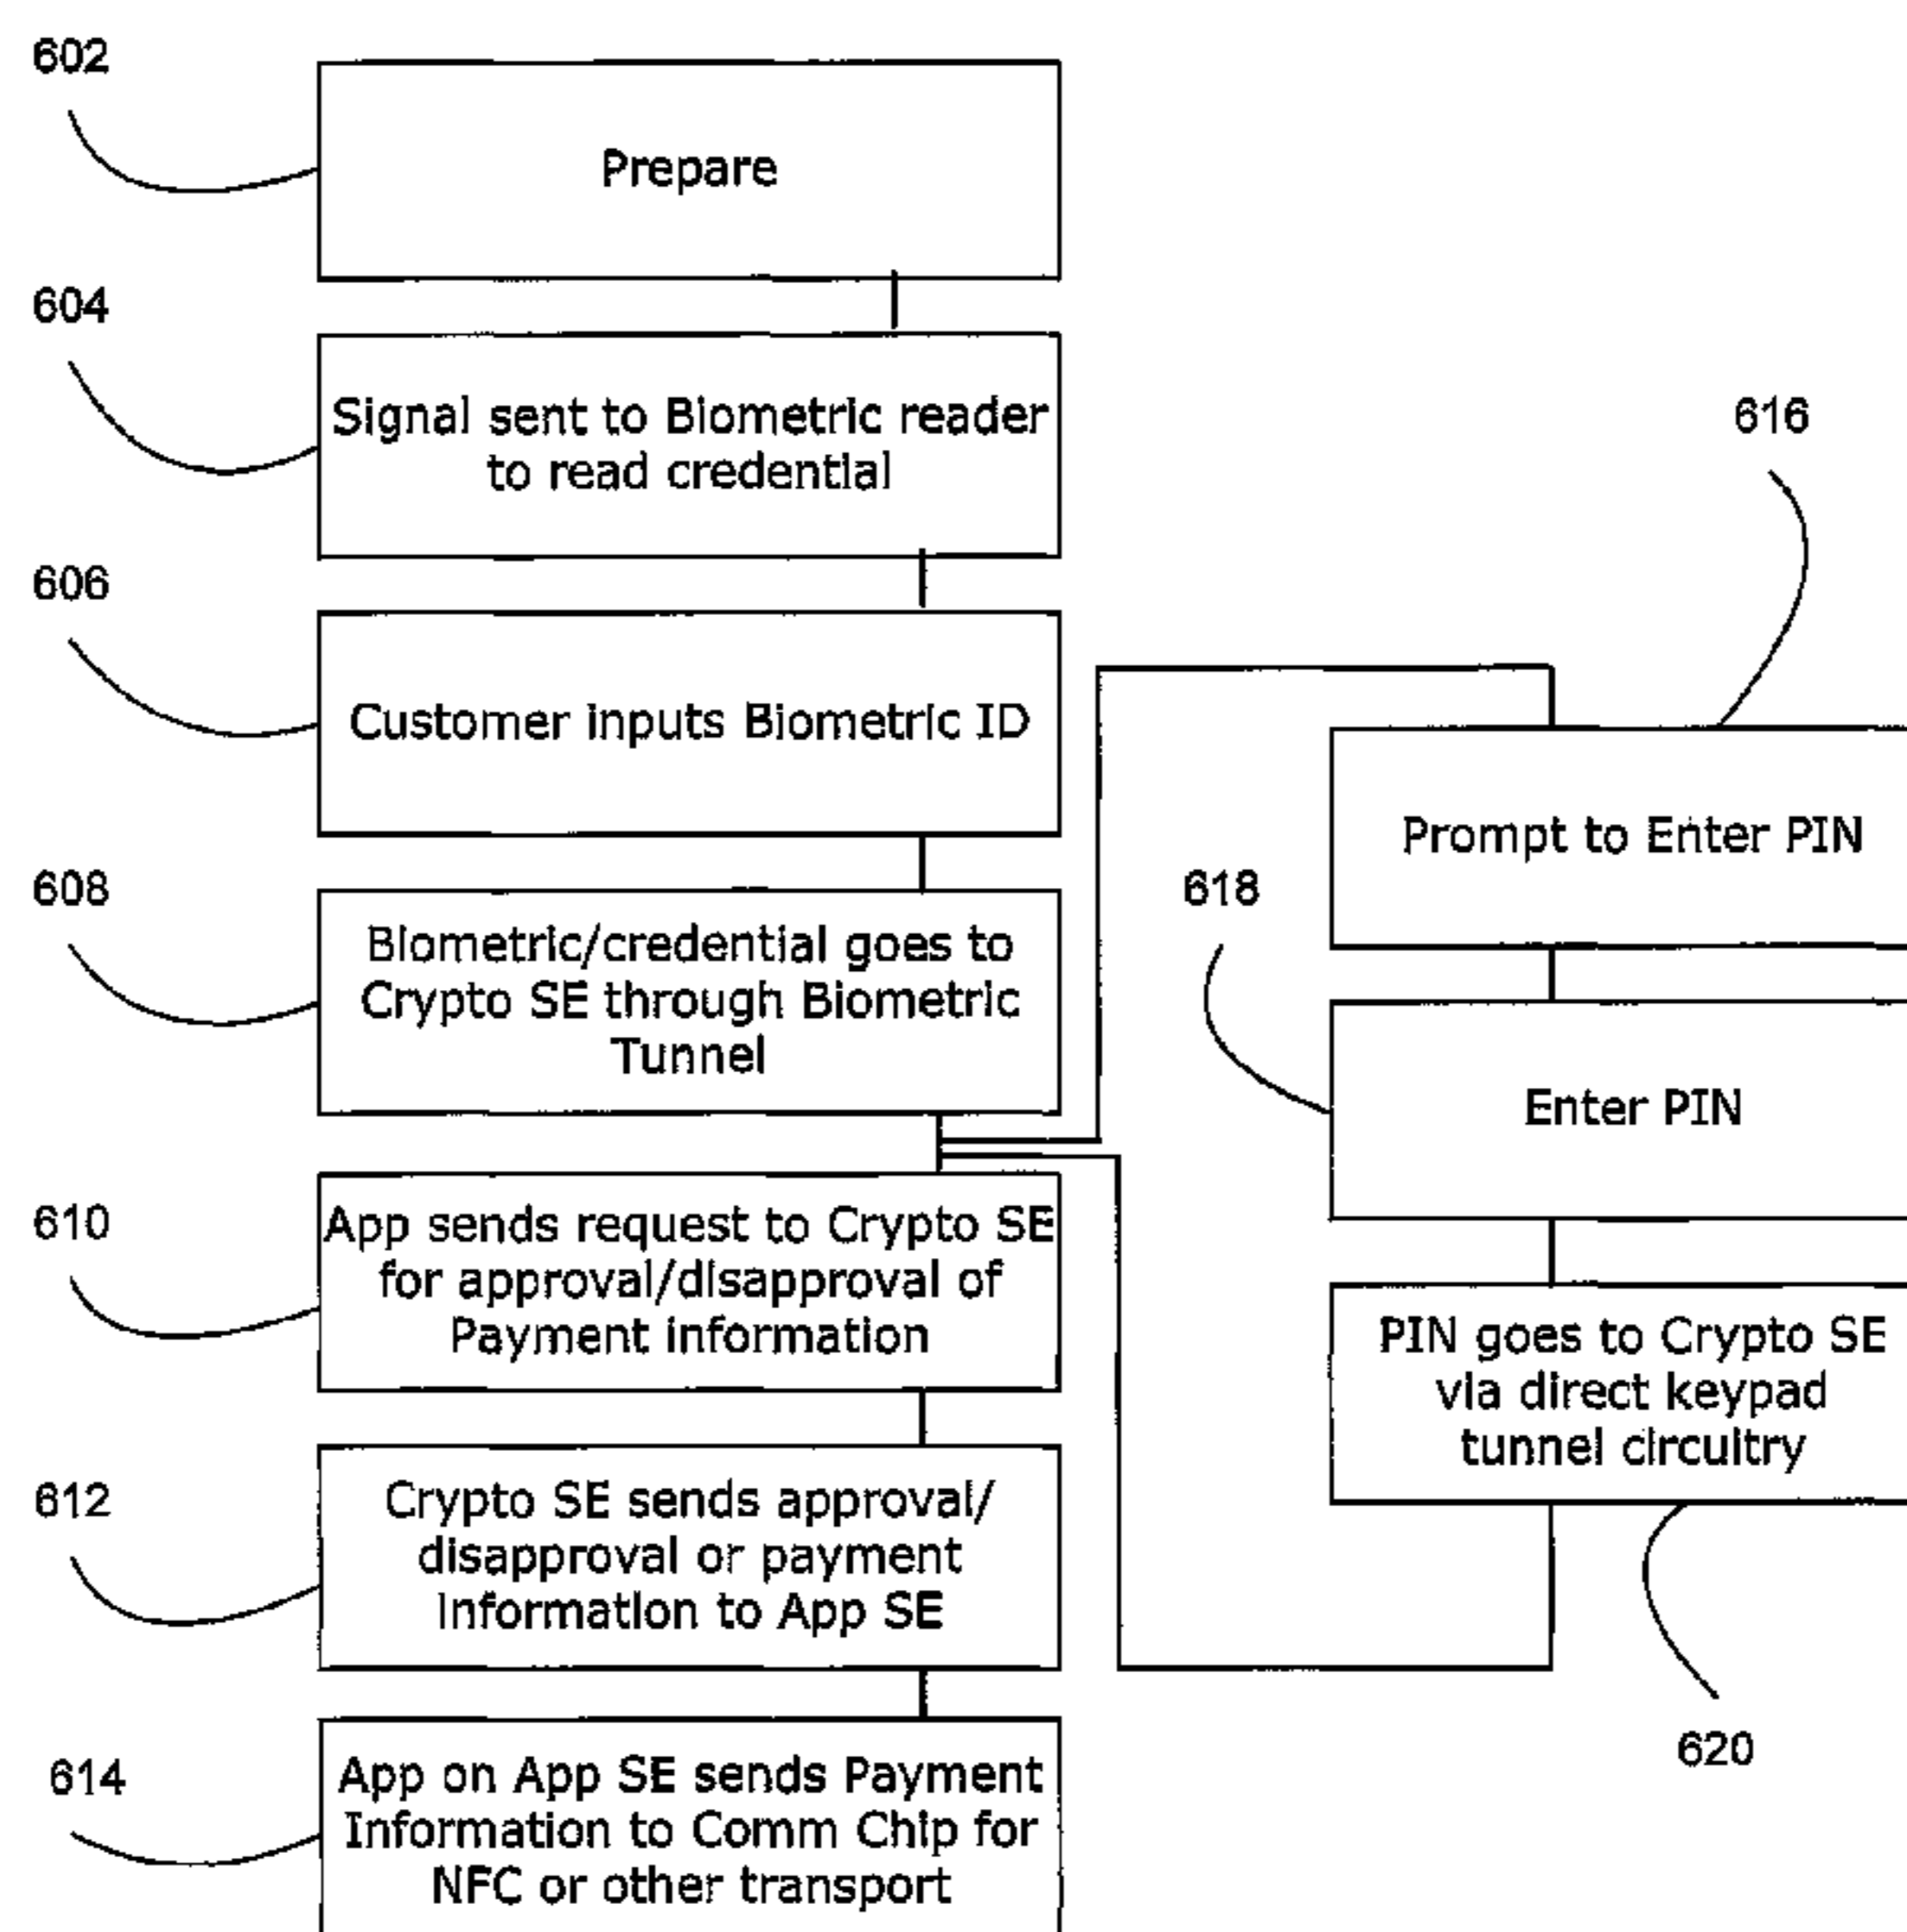 602
Prepare
604
Signal sent to Biometric reader
to read credential
606
Customer inputs Biometric ID
608
Biometric/credential goes to
Crypto SE through Biometric
Tunnel
610
App sends request to Crypto SE
for approval/disapproval of
Payment information
612
Crypto SE sends approval/
disapproval or payment
information to App SE
614
App on App SE sends Payment
Information to Comm Chip for
NFC or other transport
616
Prompt to Enter PIN
618
Enter PIN
PIN goes to Crypto SE
via direct keypad
tunnel circuitry
620